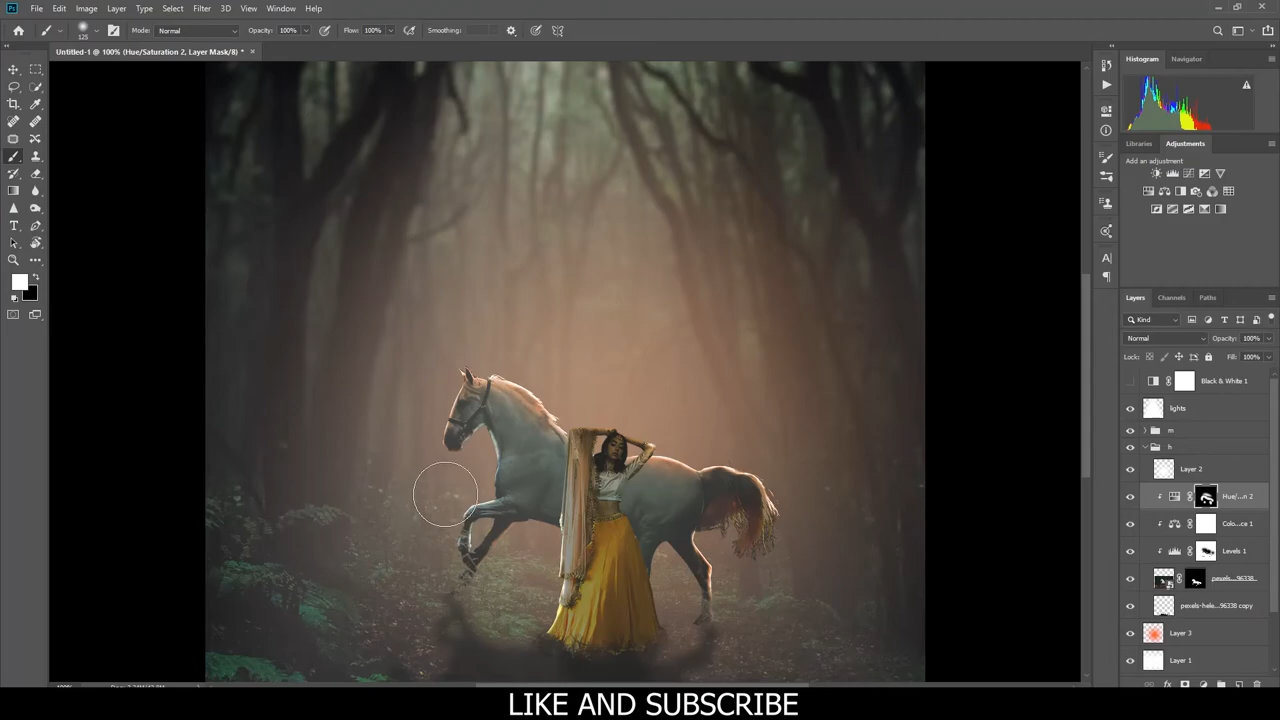 Ps File Edit Image Layer Type Select Filter 3D View Window Help
125 Mode: Normal Opacity: 100% Flow: 100% Smoothing:
Untitled-1 @ 100% (Hue/Saturation 2, Layer Mask/8) * ×
Histogram Navigator
Libraries Adjustments
Add an adjustment
Layers Channels Paths
Kind
Normal Opacity: 100%
Lock: Fill: 100%
Black & White 1
lights
m
h
Layer 2
Hue/...n 2
Colo...ce 1
Levels 1
pexels-...96338...
pexels-hele...96338 copy
Layer 3
Layer 1
LIKE AND SUBSCRIBE